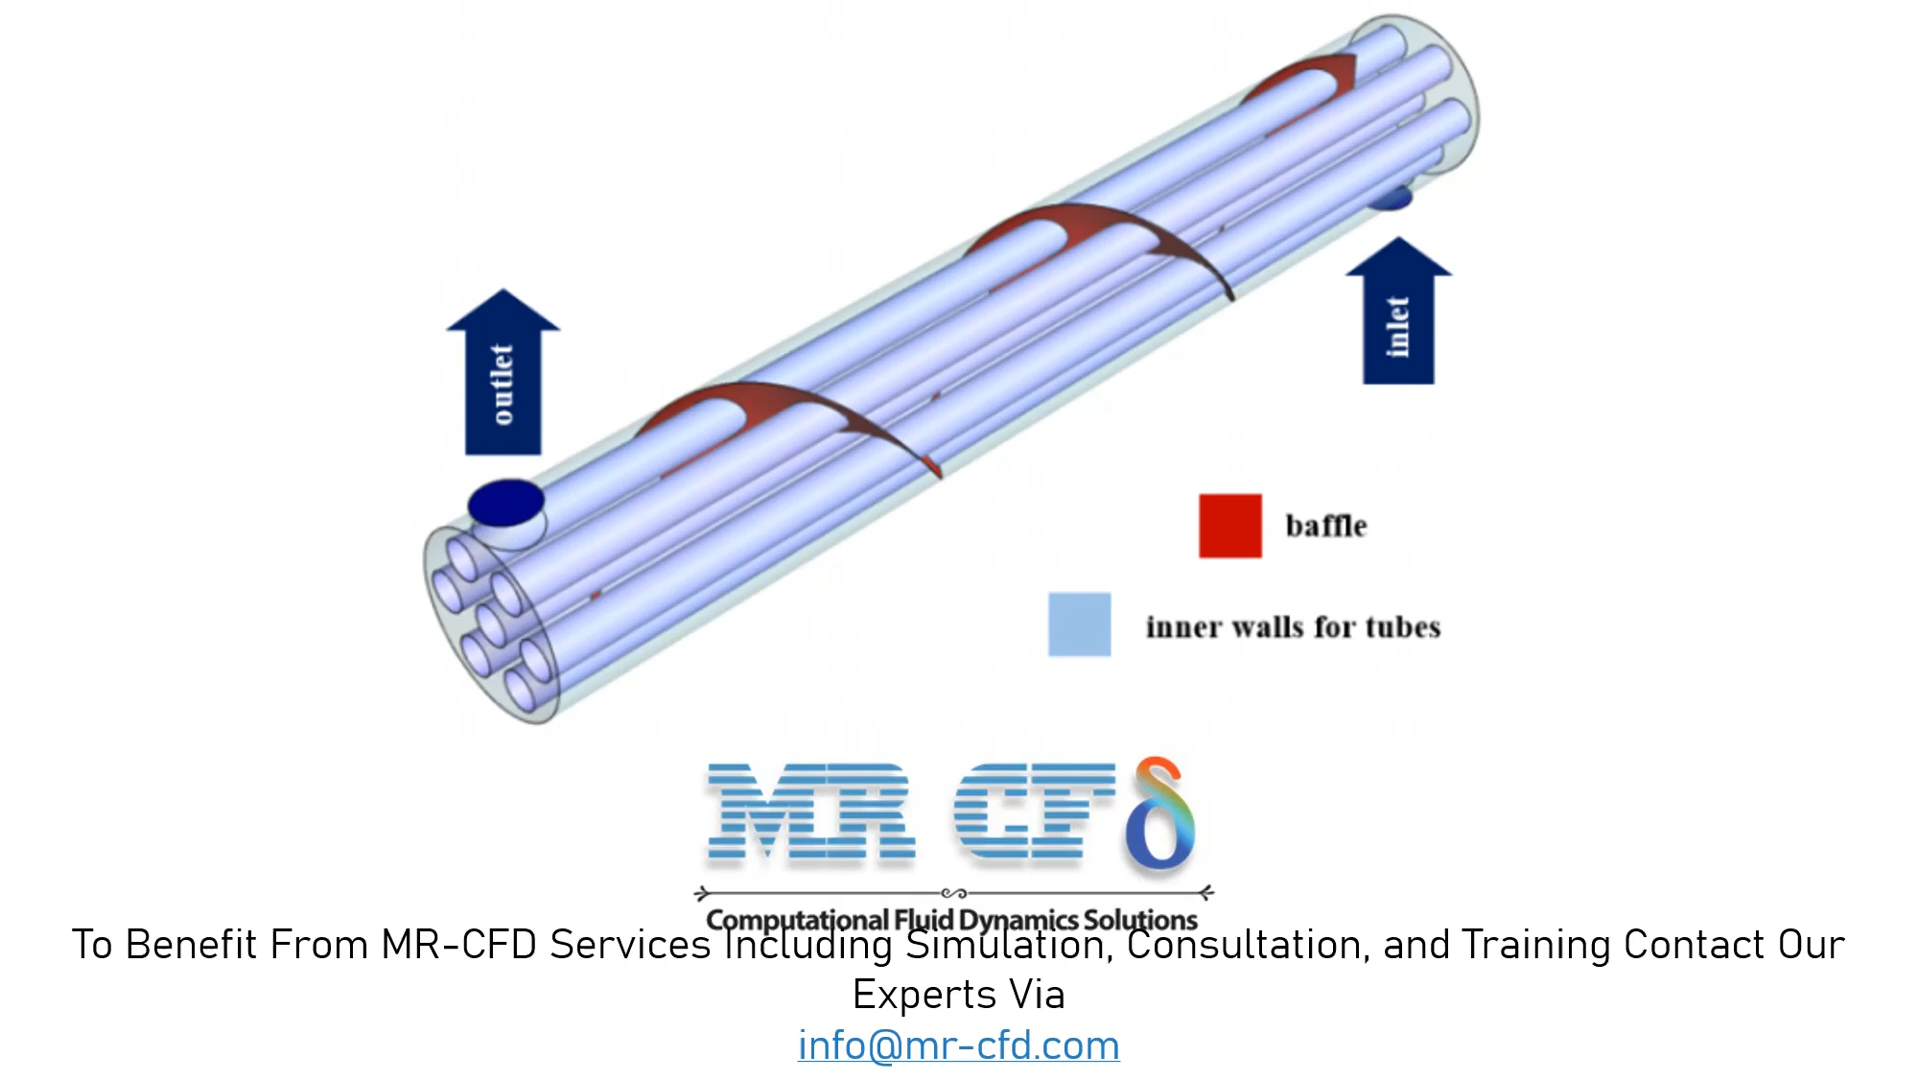 outlet
inlet
baffle
inner walls for tubes
MR CFδ
Computational Fluid Dynamics Solutions
To Benefit From MR-CFD Services Including Simulation, Consultation, and Training Contact Our
Experts Via
info@mr-cfd.com